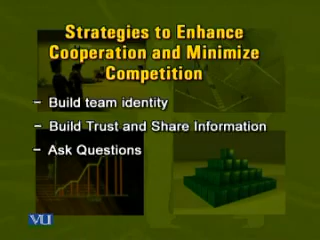 Strategies to Enhance
Cooperation and Minimize
Competition
– Build team identity
– Build Trust and Share Information
– Ask Questions
VU